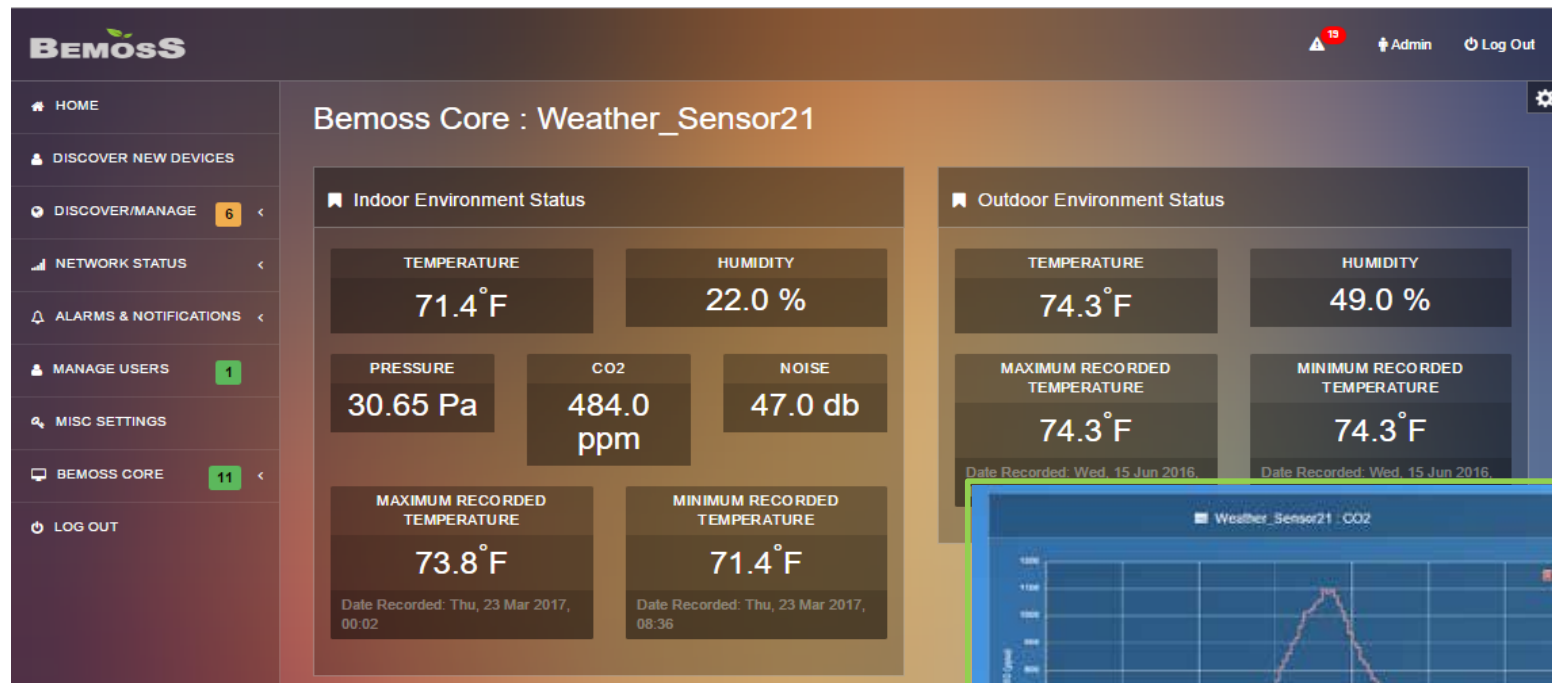 BEMOSS
19
Admin
Log Out
HOME
DISCOVER NEW DEVICES
DISCOVER/MANAGE 6
NETWORK STATUS
ALARMS & NOTIFICATIONS
MANAGE USERS 1
MISC SETTINGS
BEMOSS CORE 11
LOG OUT
Bemoss Core : Weather_Sensor21
Indoor Environment Status
TEMPERATURE
71.4°F
HUMIDITY
22.0 %
PRESSURE
30.65 Pa
CO2
484.0
ppm
NOISE
47.0 db
MAXIMUM RECORDED
TEMPERATURE
73.8°F
Date Recorded: Thu, 23 Mar 2017,
00:02
MINIMUM RECORDED
TEMPERATURE
71.4°F
Date Recorded: Thu, 23 Mar 2017,
08:36
Outdoor Environment Status
TEMPERATURE
74.3°F
HUMIDITY
49.0 %
MAXIMUM RECORDED
TEMPERATURE
74.3°F
Date Recorded: Wed, 15 Jun 2016,
MINIMUM RECORDED
TEMPERATURE
74.3°F
Date Recorded: Wed, 15 Jun 2016,
Weather_Sensor21 : CO2
1200
1100
1000